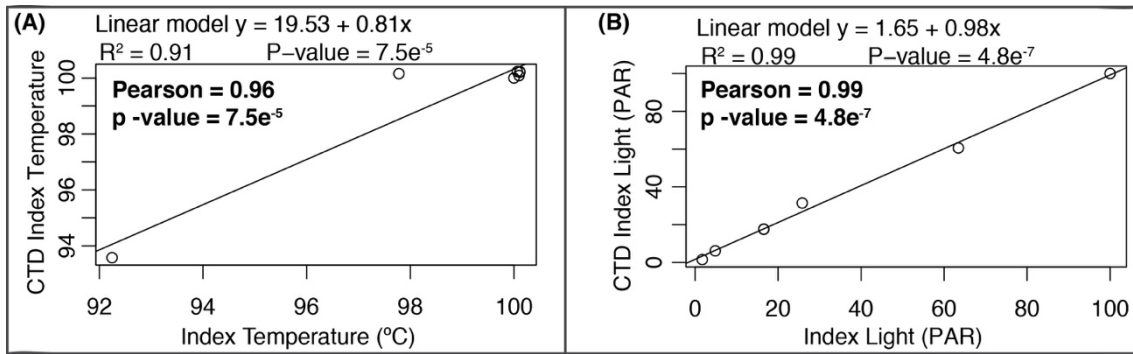 (A)
Linear model y = 19.53 + 0.81x
R² = 0.91 P−value = 7.5e⁻⁵
Pearson = 0.96
p -value = 7.5e⁻⁵
CTD Index Temperature
100
98
96
94
92 94 96 98 100
Index Temperature (ºC)
(B)
Linear model y = 1.65 + 0.98x
R² = 0.99 P−value = 4.8e⁻⁷
Pearson = 0.99
p -value = 4.8e⁻⁷
CTD Index Light (PAR)
80
40
0
0 20 40 60 80 100
Index Light (PAR)